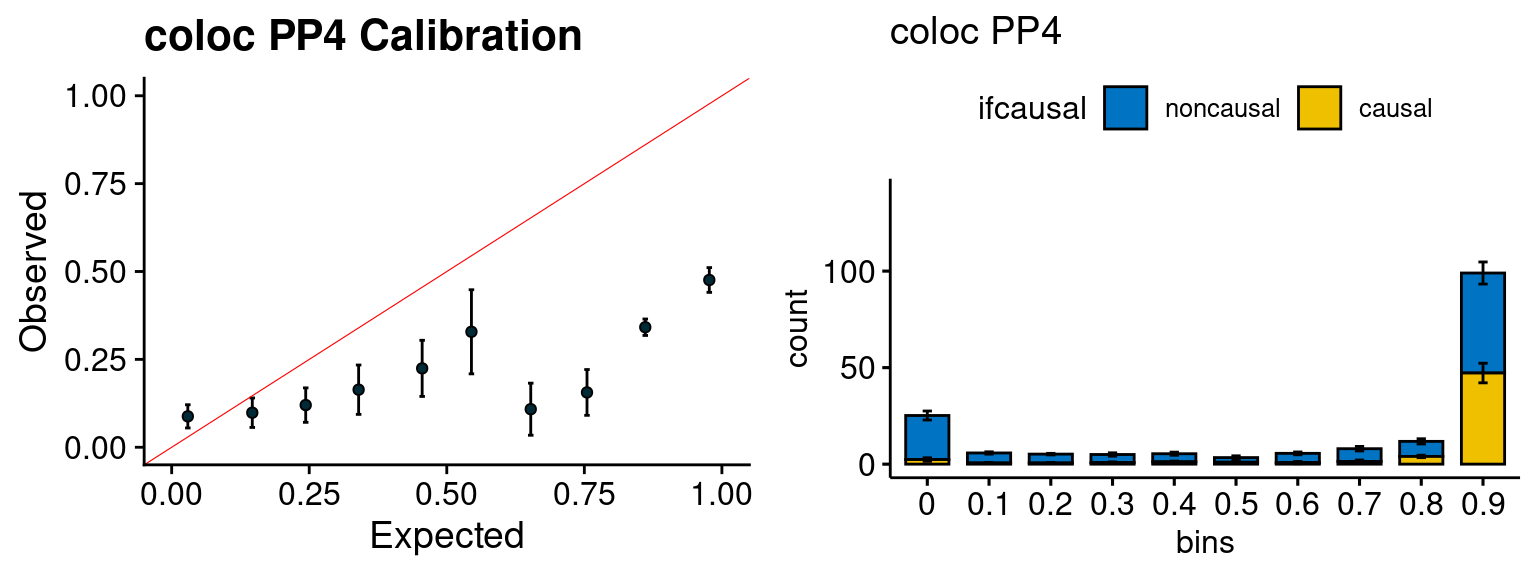 coloc PP4 Calibration
1.00
0.75
0.50
0.25
0.00
Observed
0.00 0.25 0.50 0.75 1.00
Expected
coloc PP4
ifcausal noncausal causal
100
50
0
count
0 0.1 0.2 0.3 0.4 0.5 0.6 0.7 0.8 0.9
bins